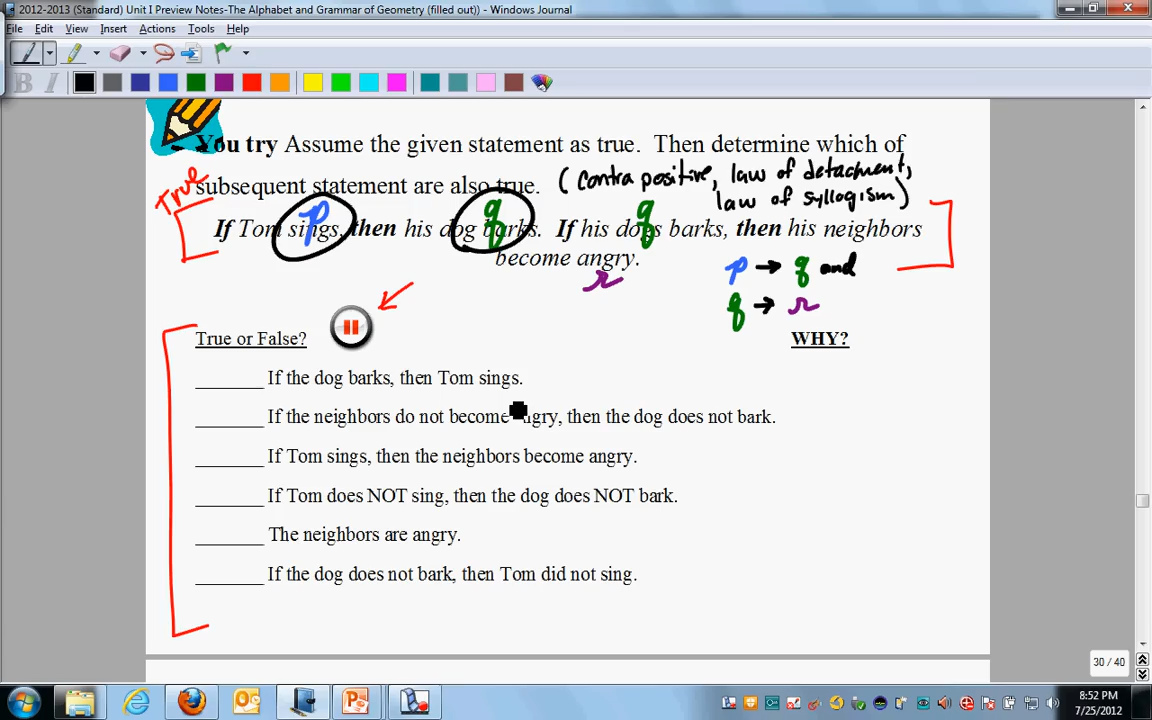 2012-2013 (Standard) Unit I Preview Notes-The Alphabet and Grammar of Geometry (filled out)) - Windows Journal
File Edit View Insert Actions Tools Help
B I
You try Assume the given statement as true. Then determine which of
subsequent statement are also true. (Contra positive, law of detachment,
law of syllogism)
True
p q q
If Tom sings, then his dog barks. If his dogs barks, then his neighbors
become angry.
r
p → q and
q → r
True or False? WHY?
_______ If the dog barks, then Tom sings.
_______ If the neighbors do not become angry, then the dog does not bark.
_______ If Tom sings, then the neighbors become angry.
_______ If Tom does NOT sing, then the dog does NOT bark.
_______ The neighbors are angry.
_______ If the dog does not bark, then Tom did not sing.
30 / 40
8:52 PM
7/25/2012